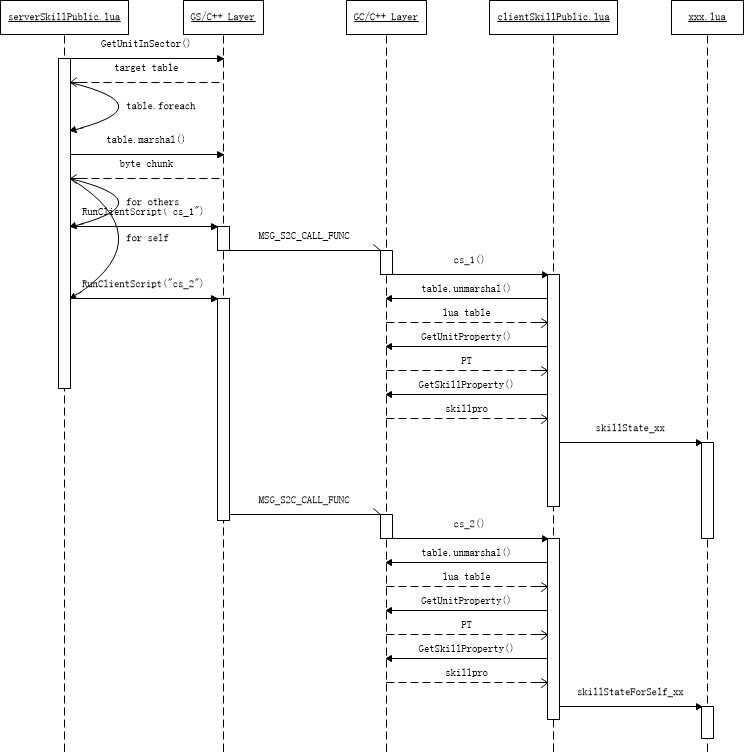 serverSkillPublic.lua
GS/C++ Layer
GC/C++ Layer
clientSkillPublic.lua
xxx.lua
GetUnitInSector()
target table
table.foreach
table.marshal()
byte chunk
for others
RunClientScript("cs_1")
for self
MSG_S2C_CALL_FUNC
cs_1()
RunClientScript("cs_2")
table.unmarshal()
lua table
GetUnitProperty()
PT
GetSkillProperty()
skillpro
skillState_xx
MSG_S2C_CALL_FUNC
cs_2()
table.unmarshal()
lua table
GetUnitProperty()
PT
GetSkillProperty()
skillpro
skillStateForSelf_xx